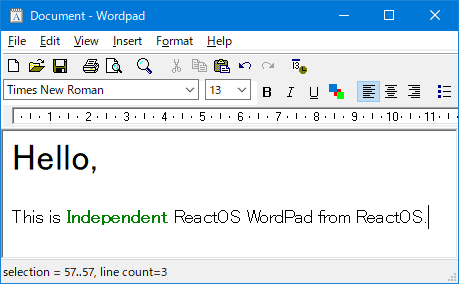 Document - Wordpad
File Edit View Insert Format Help
Times New Roman 13 B I U
1 2 3 4 5 6 7 8 9 10 11
Hello,
This is Independent ReactOS WordPad from ReactOS.
selection = 57..57, line count=3